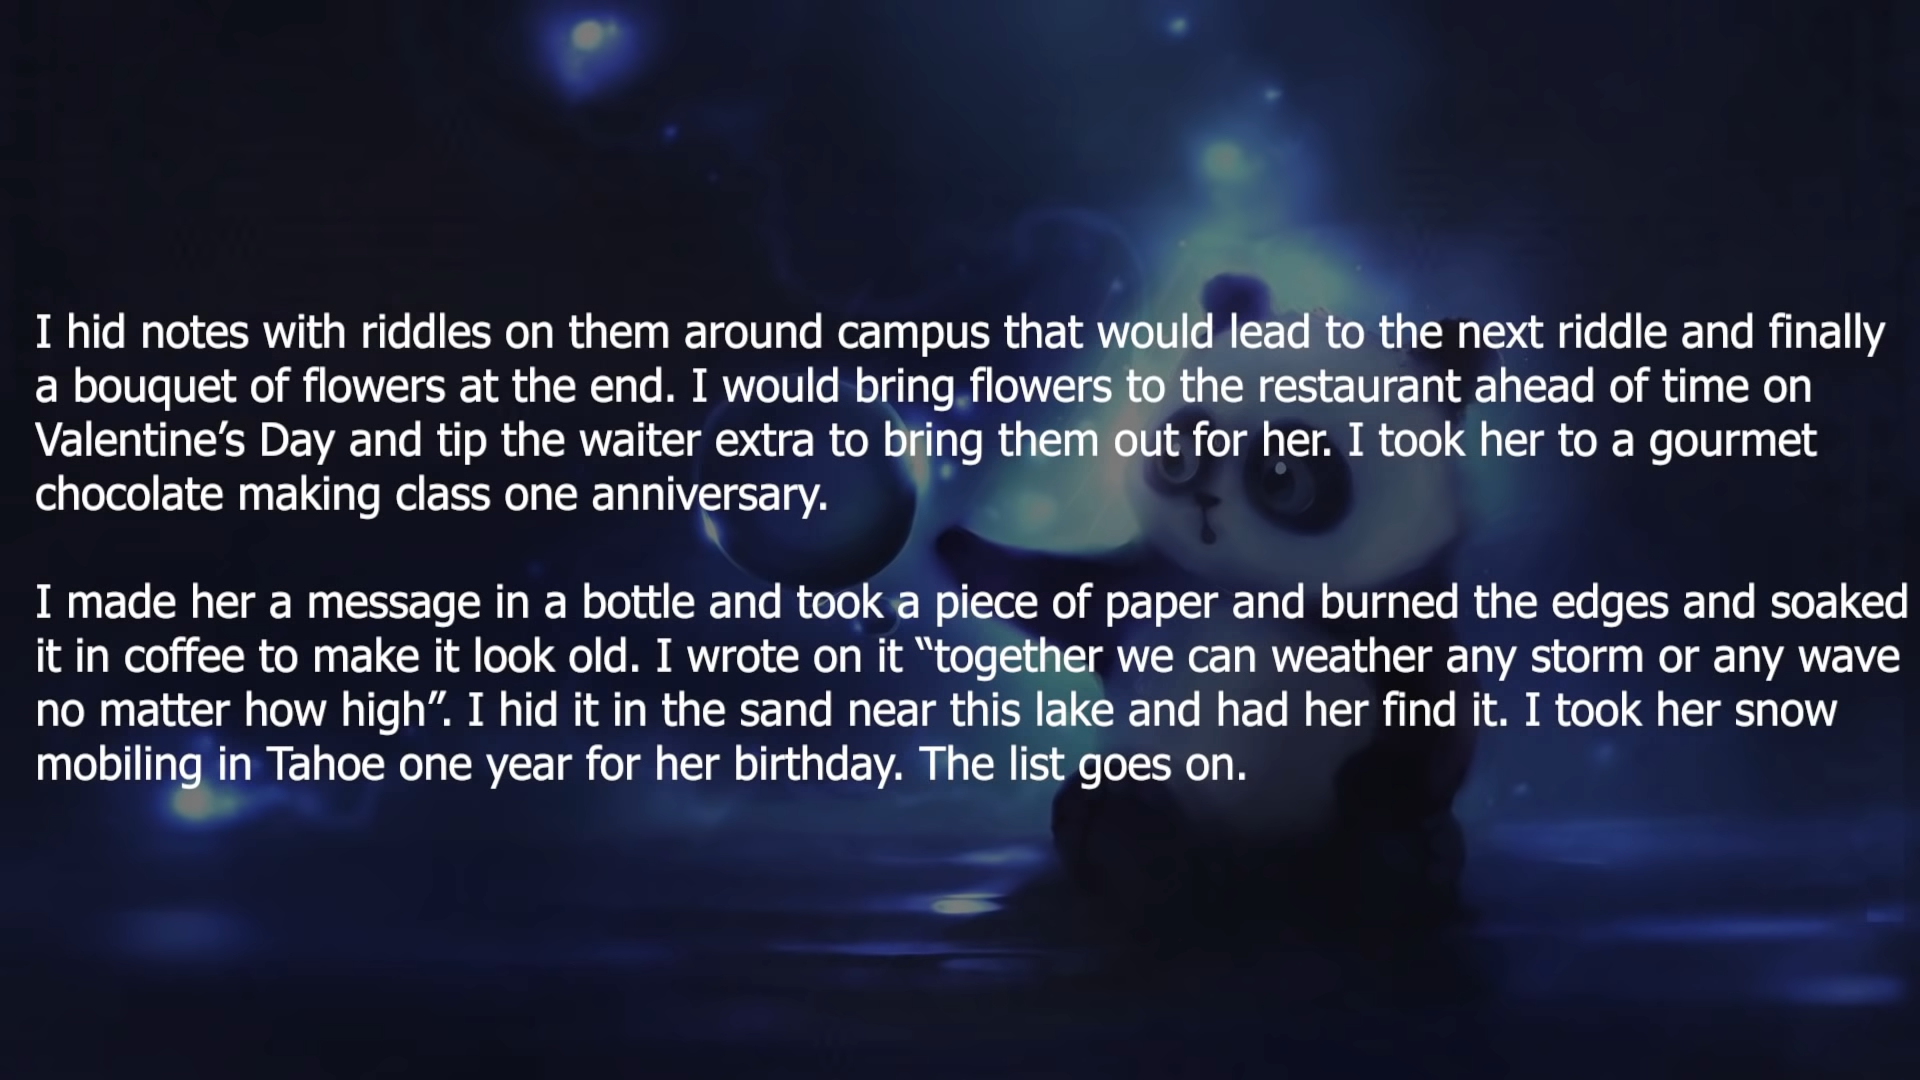 I hid notes with riddles on them around campus that would lead to the next riddle and finally
a bouquet of flowers at the end. I would bring flowers to the restaurant ahead of time on
Valentine’s Day and tip the waiter extra to bring them out for her. I took her to a gourmet
chocolate making class one anniversary.
I made her a message in a bottle and took a piece of paper and burned the edges and soaked
it in coffee to make it look old. I wrote on it “together we can weather any storm or any wave
no matter how high”. I hid it in the sand near this lake and had her find it. I took her snow
mobiling in Tahoe one year for her birthday. The list goes on.